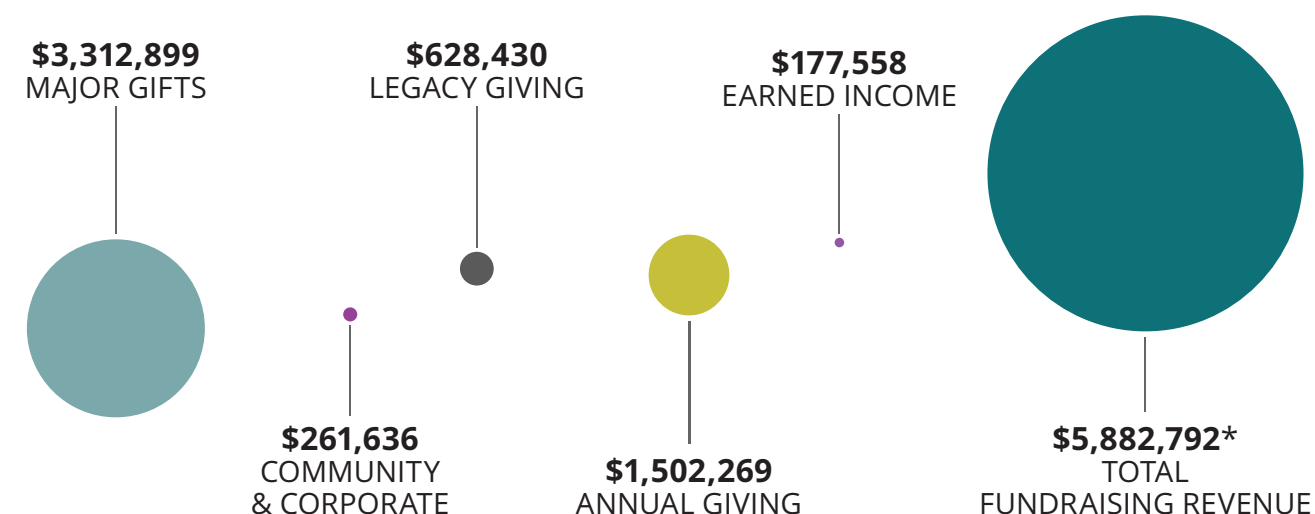 $3,312,899
MAJOR GIFTS
$261,636
COMMUNITY
& CORPORATE
$628,430
LEGACY GIVING
$1,502,269
ANNUAL GIVING
$177,558
EARNED INCOME
$5,882,792*
TOTAL
FUNDRAISING REVENUE